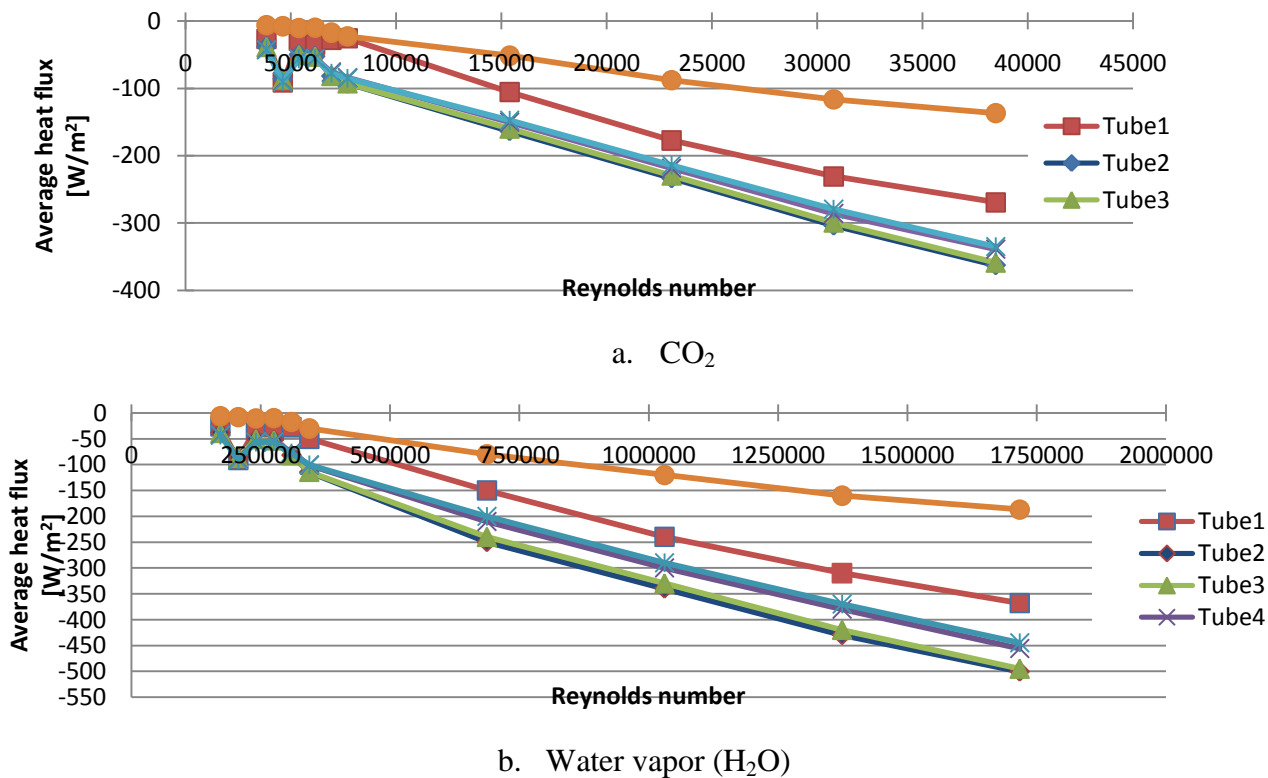 0
-100
-200
-300
-400
0 5000 10000 15000 20000 25000 30000 35000 40000 45000
Average heat flux
[W/m²]
Reynolds number
Tube1
Tube2
Tube3
a. CO₂
0
-50
-100
-150
-200
-250
-300
-350
-400
-450
-500
-550
0 250000 500000 750000 1000000 1250000 1500000 1750000 2000000
Average heat flux
[W/m²]
Reynolds number
Tube1
Tube2
Tube3
Tube4
b. Water vapor (H₂O)